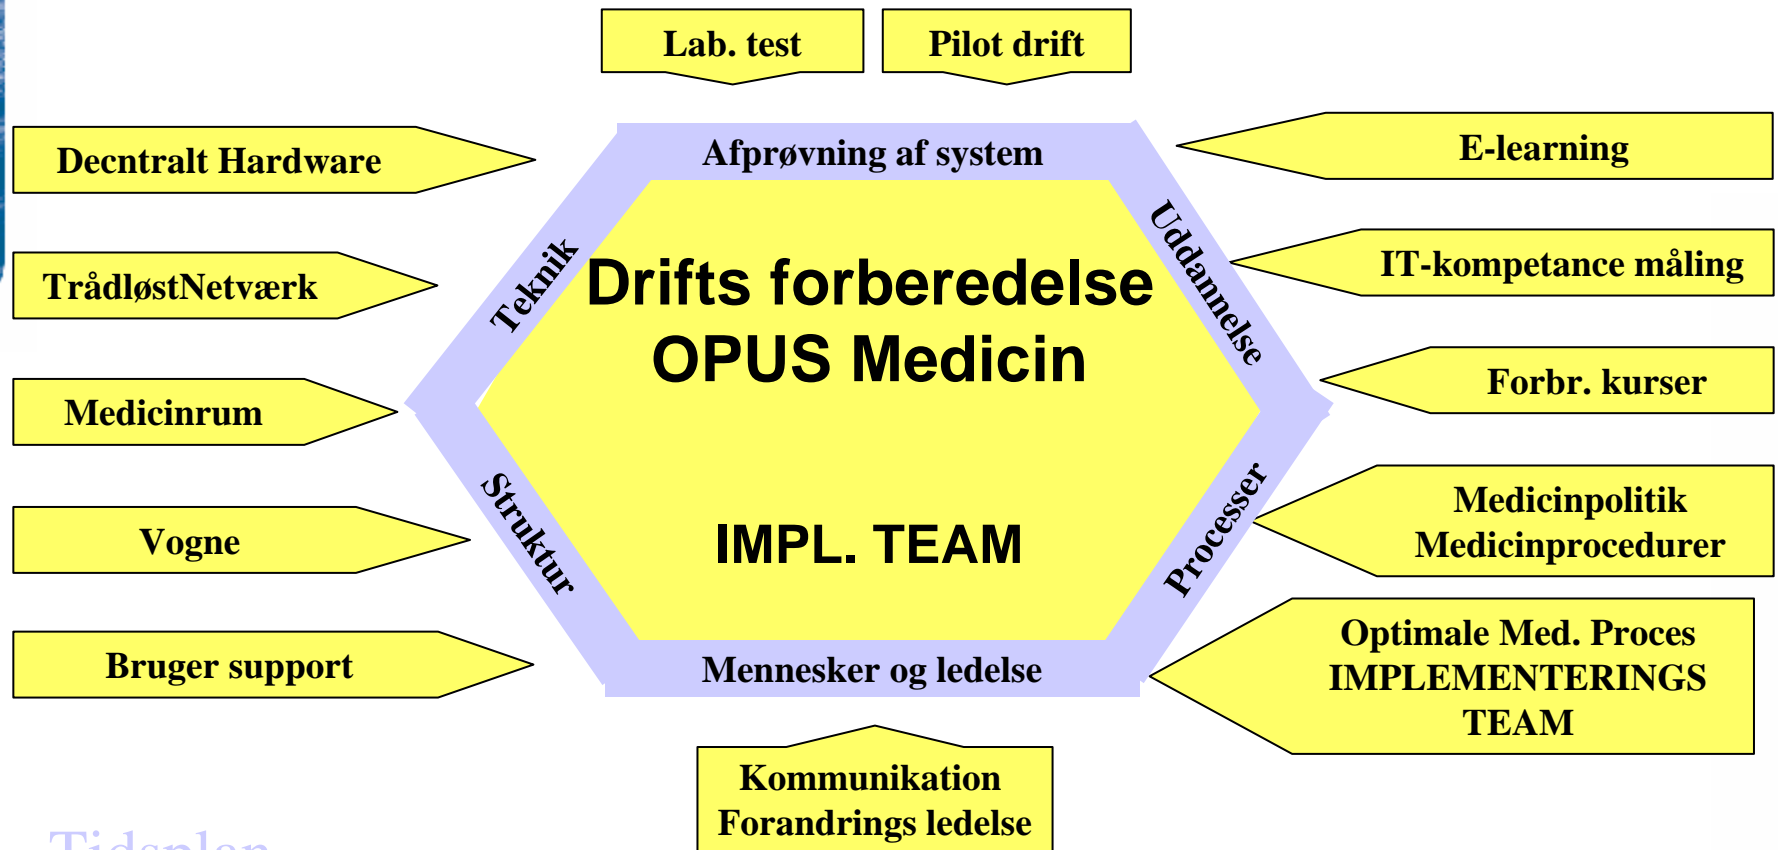 Lab. test
Pilot drift
Decntralt Hardware
Afprøvning af system
E-learning
TrådløstNetværk
Teknik
Drifts forberedelse
OPUS Medicin
Uddannelse
IT-kompetance måling
Medicinrum
Forbr. kurser
Vogne
Struktur
IMPL. TEAM
Processer
Medicinpolitik
Medicinprocedurer
Bruger support
Mennesker og ledelse
Optimale Med. Proces
IMPLEMENTERINGS
TEAM
Kommunikation
Forandrings ledelse
Tidsplan